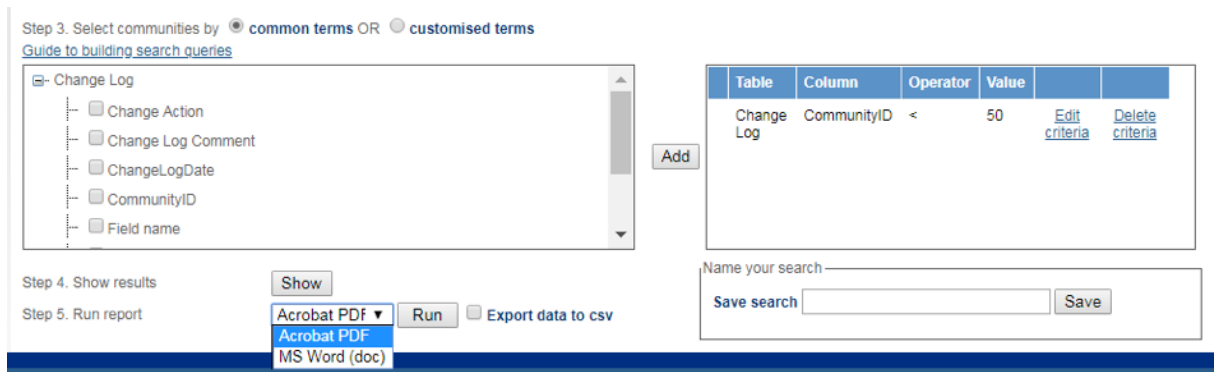 Step 3. Select communities by common terms OR customised terms
Guide to building search queries
Change Log
Change Action
Change Log Comment
ChangeLogDate
CommunityID
Field name
Add
Table Column Operator Value
Change Log CommunityID < 50 Edit criteria Delete criteria
Step 4. Show results Show
Name your search
Save search Save
Step 5. Run report Acrobat PDF Run Export data to csv
Acrobat PDF
MS Word (doc)